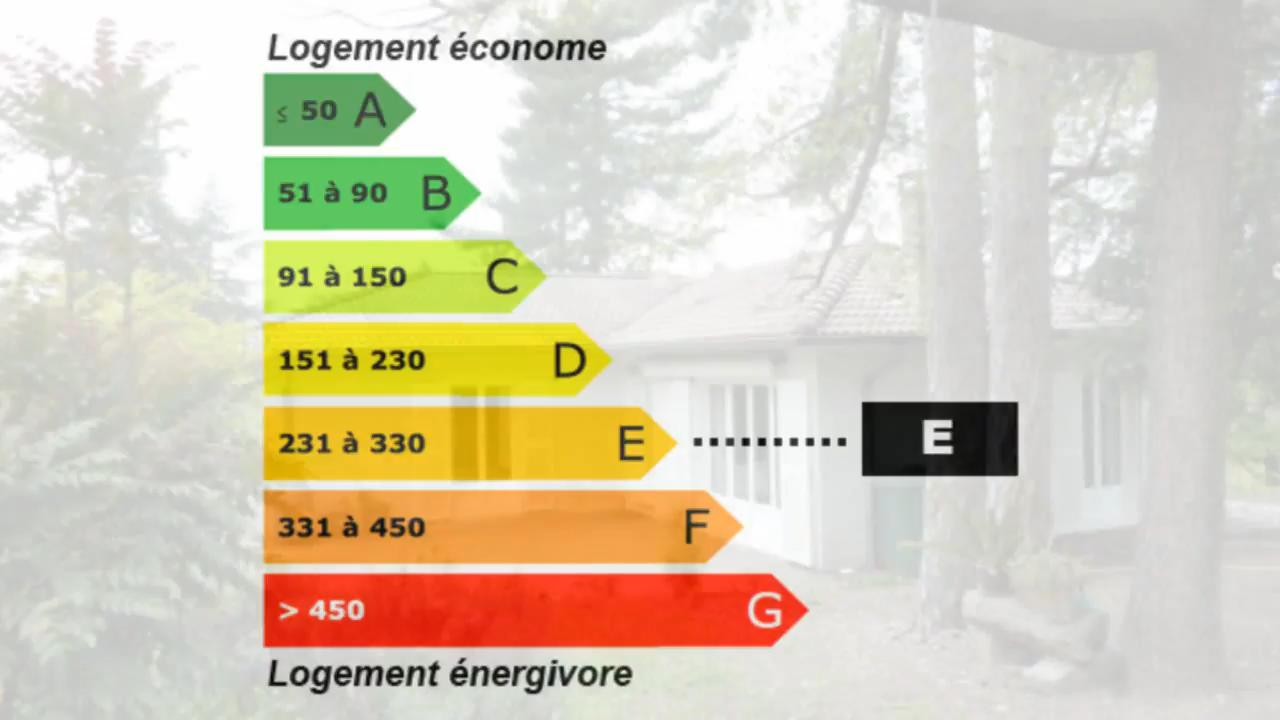 Logement économe
≤ 50 A
51 à 90 B
91 à 150 C
151 à 230 D
231 à 330 E E
331 à 450 F
> 450 G
Logement énergivore